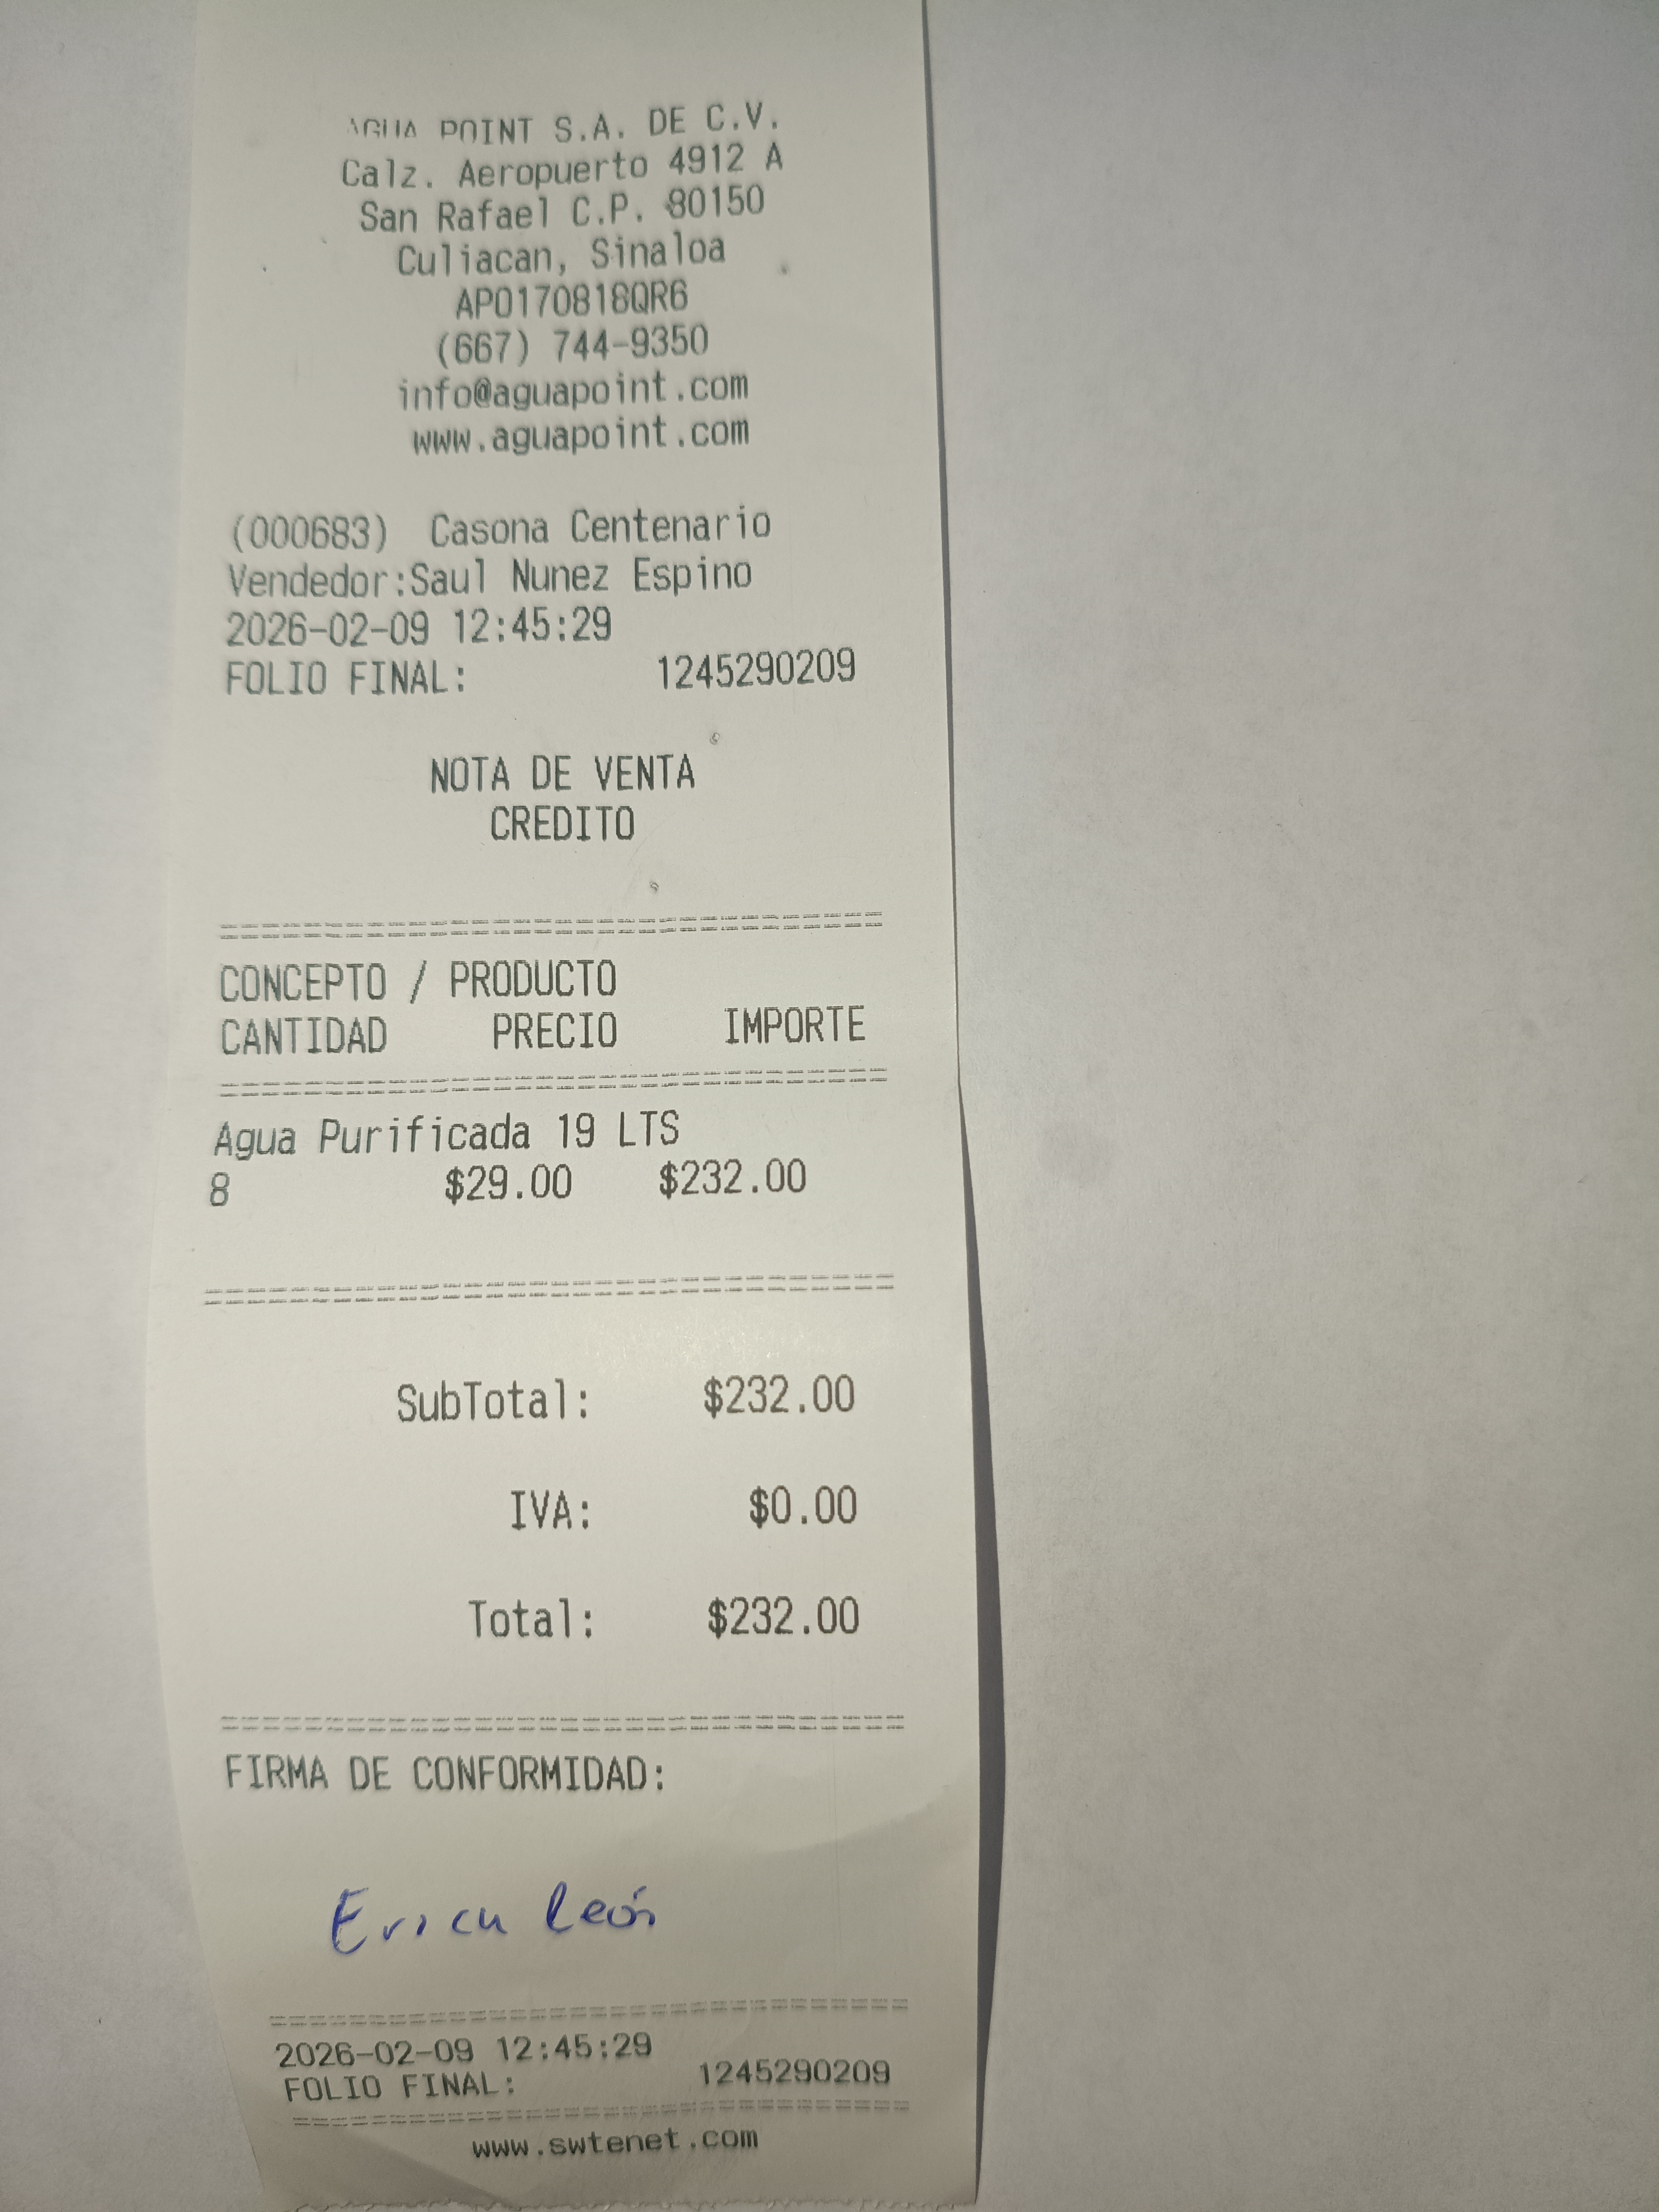 AGUA POINT S.A. DE C.V.
Calz. Aeropuerto 4912 A
San Rafael C.P. 80150
Culiacan, Sinaloa
APO170818QR6
(667) 744-9350
info@aguapoint.com
www.aguapoint.com
(000683) Casona Centenario
Vendedor:Saul Nunez Espino
2026-02-09 12:45:29
FOLIO FINAL: 1245290209
NOTA DE VENTA
CREDITO
CONCEPTO / PRODUCTO
CANTIDAD PRECIO IMPORTE
Agua Purificada 19 LTS
8 $29.00 $232.00
SubTotal: $232.00
IVA: $0.00
Total: $232.00
FIRMA DE CONFORMIDAD:
Erica León
2026-02-09 12:45:29
FOLIO FINAL: 1245290209
www.swtenet.com